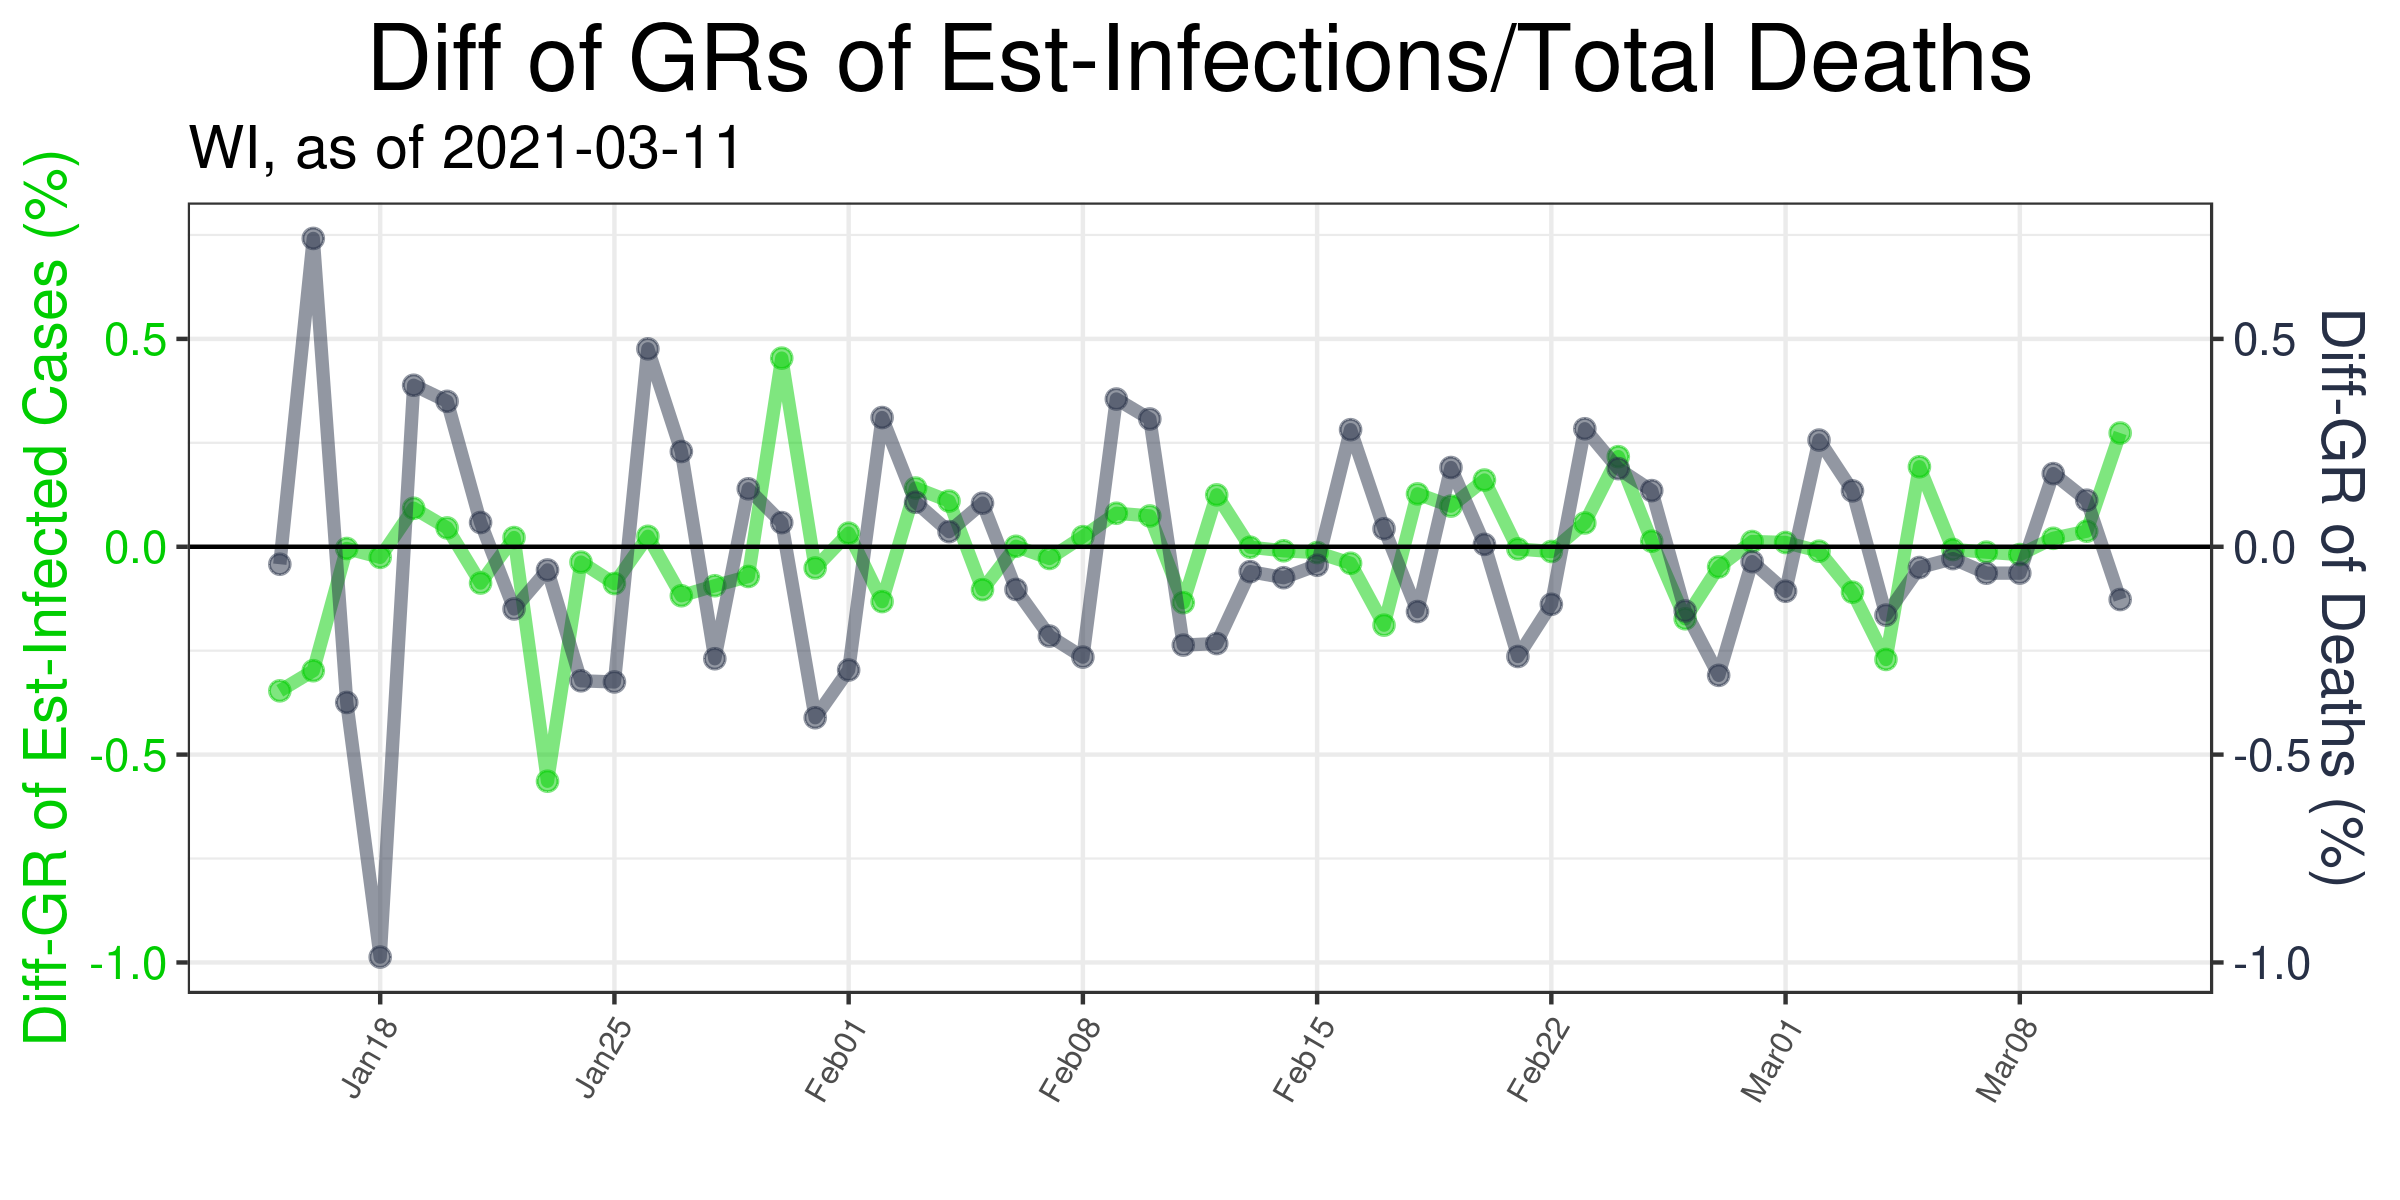 Diff of GRs of Est-Infections/Total Deaths
WI, as of 2021-03-11
Diff-GR of Est-Infected Cases (%)
0.5
0.0
-0.5
-1.0
0.5
0.0
-0.5
-1.0
Diff-GR of Deaths (%)
Jan18
Jan25
Feb01
Feb08
Feb15
Feb22
Mar01
Mar08